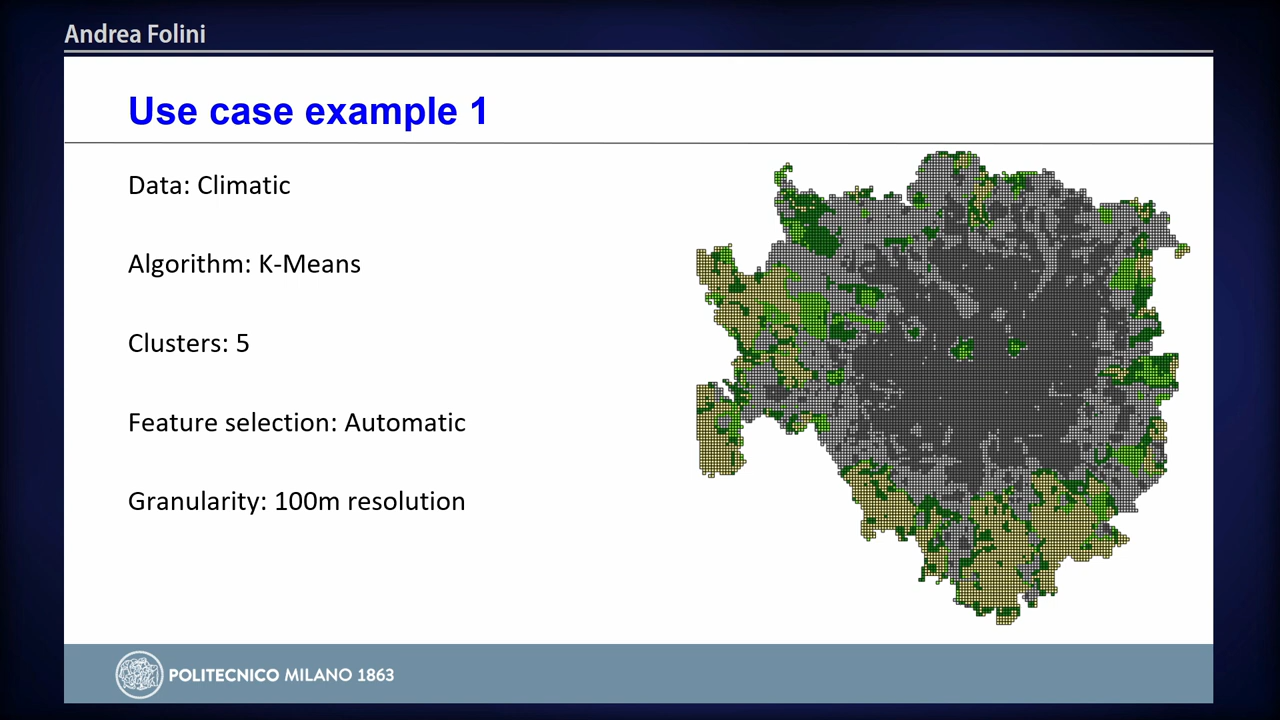 Andrea Folini
Use case example 1
Data: Climatic
Algorithm: K-Means
Clusters: 5
Feature selection: Automatic
Granularity: 100m resolution
POLITECNICO MILANO 1863